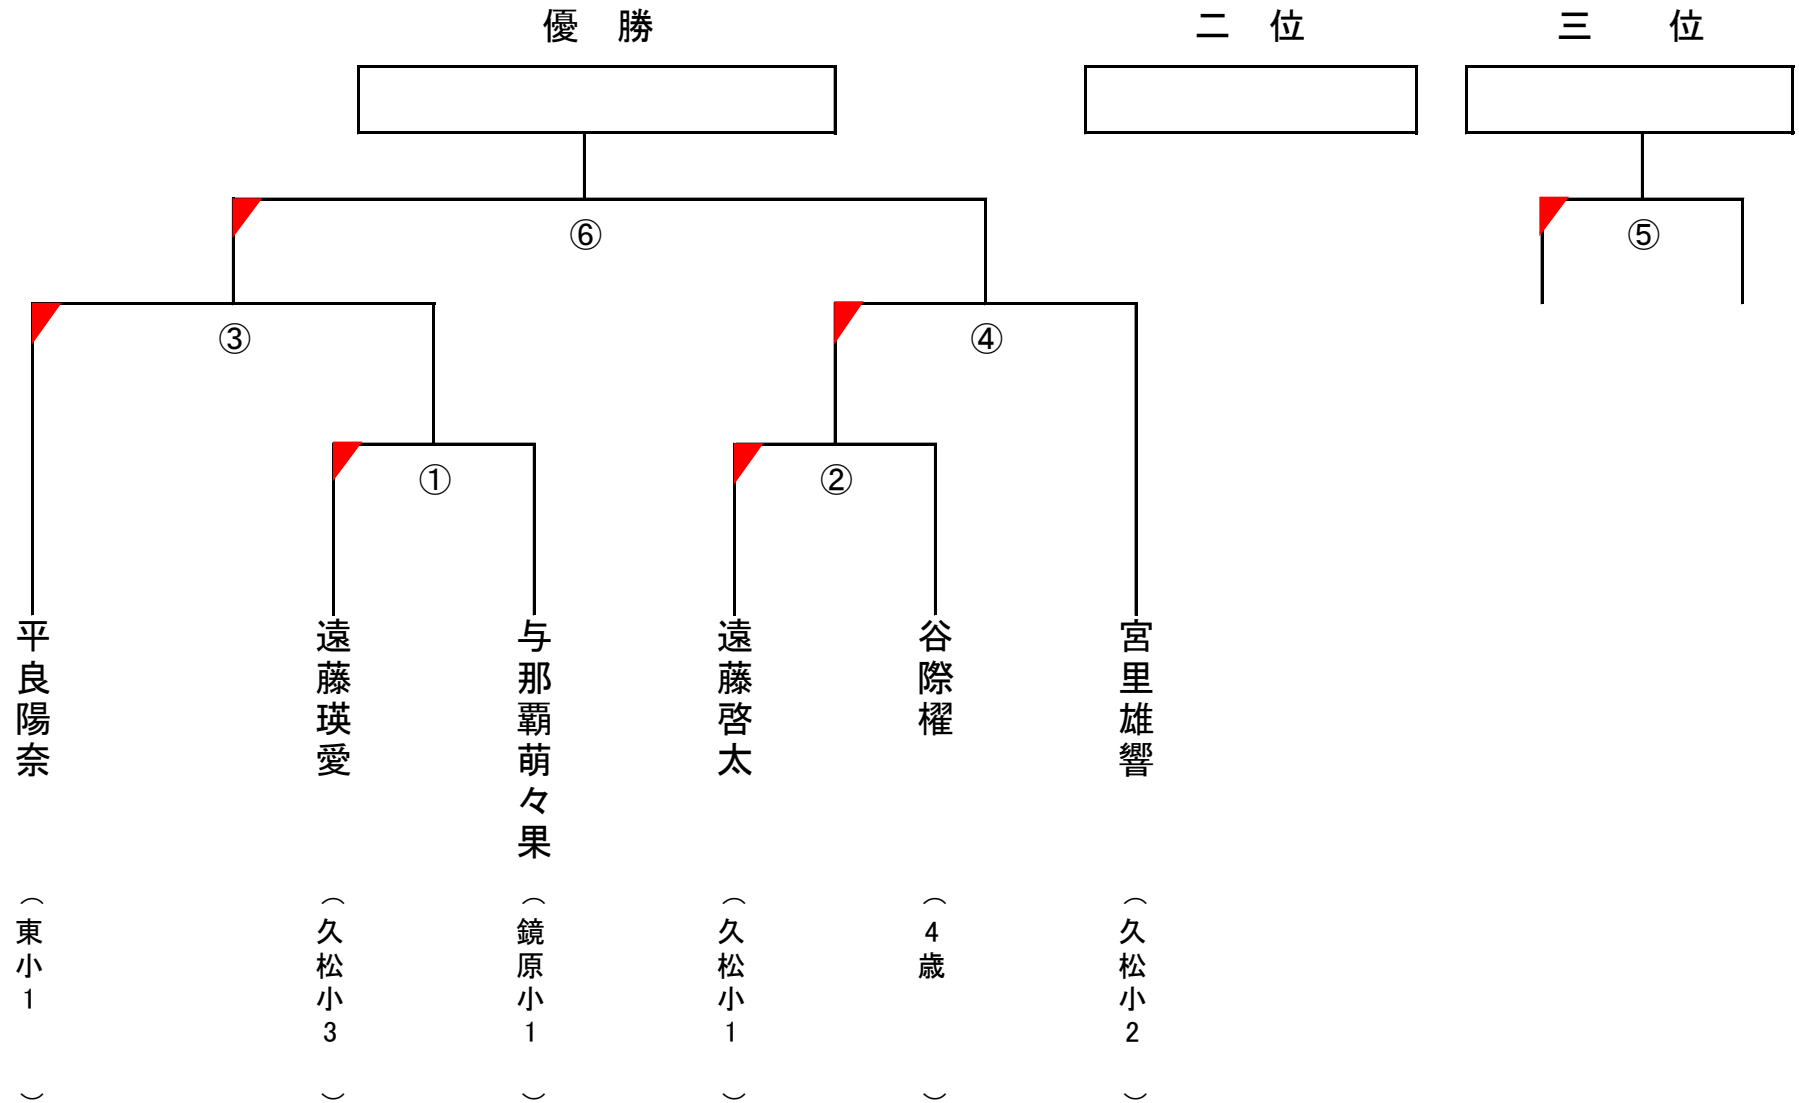 優　勝
二　位
三　　位
⑥
⑤
③
④
①
②
平良陽奈
遠藤瑛愛
与那覇萌々果
遠藤啓太
谷際櫂
宮里雄響
（東小1）
（久松小3）
（鏡原小1）
（久松小1）
（4歳）
（久松小2）